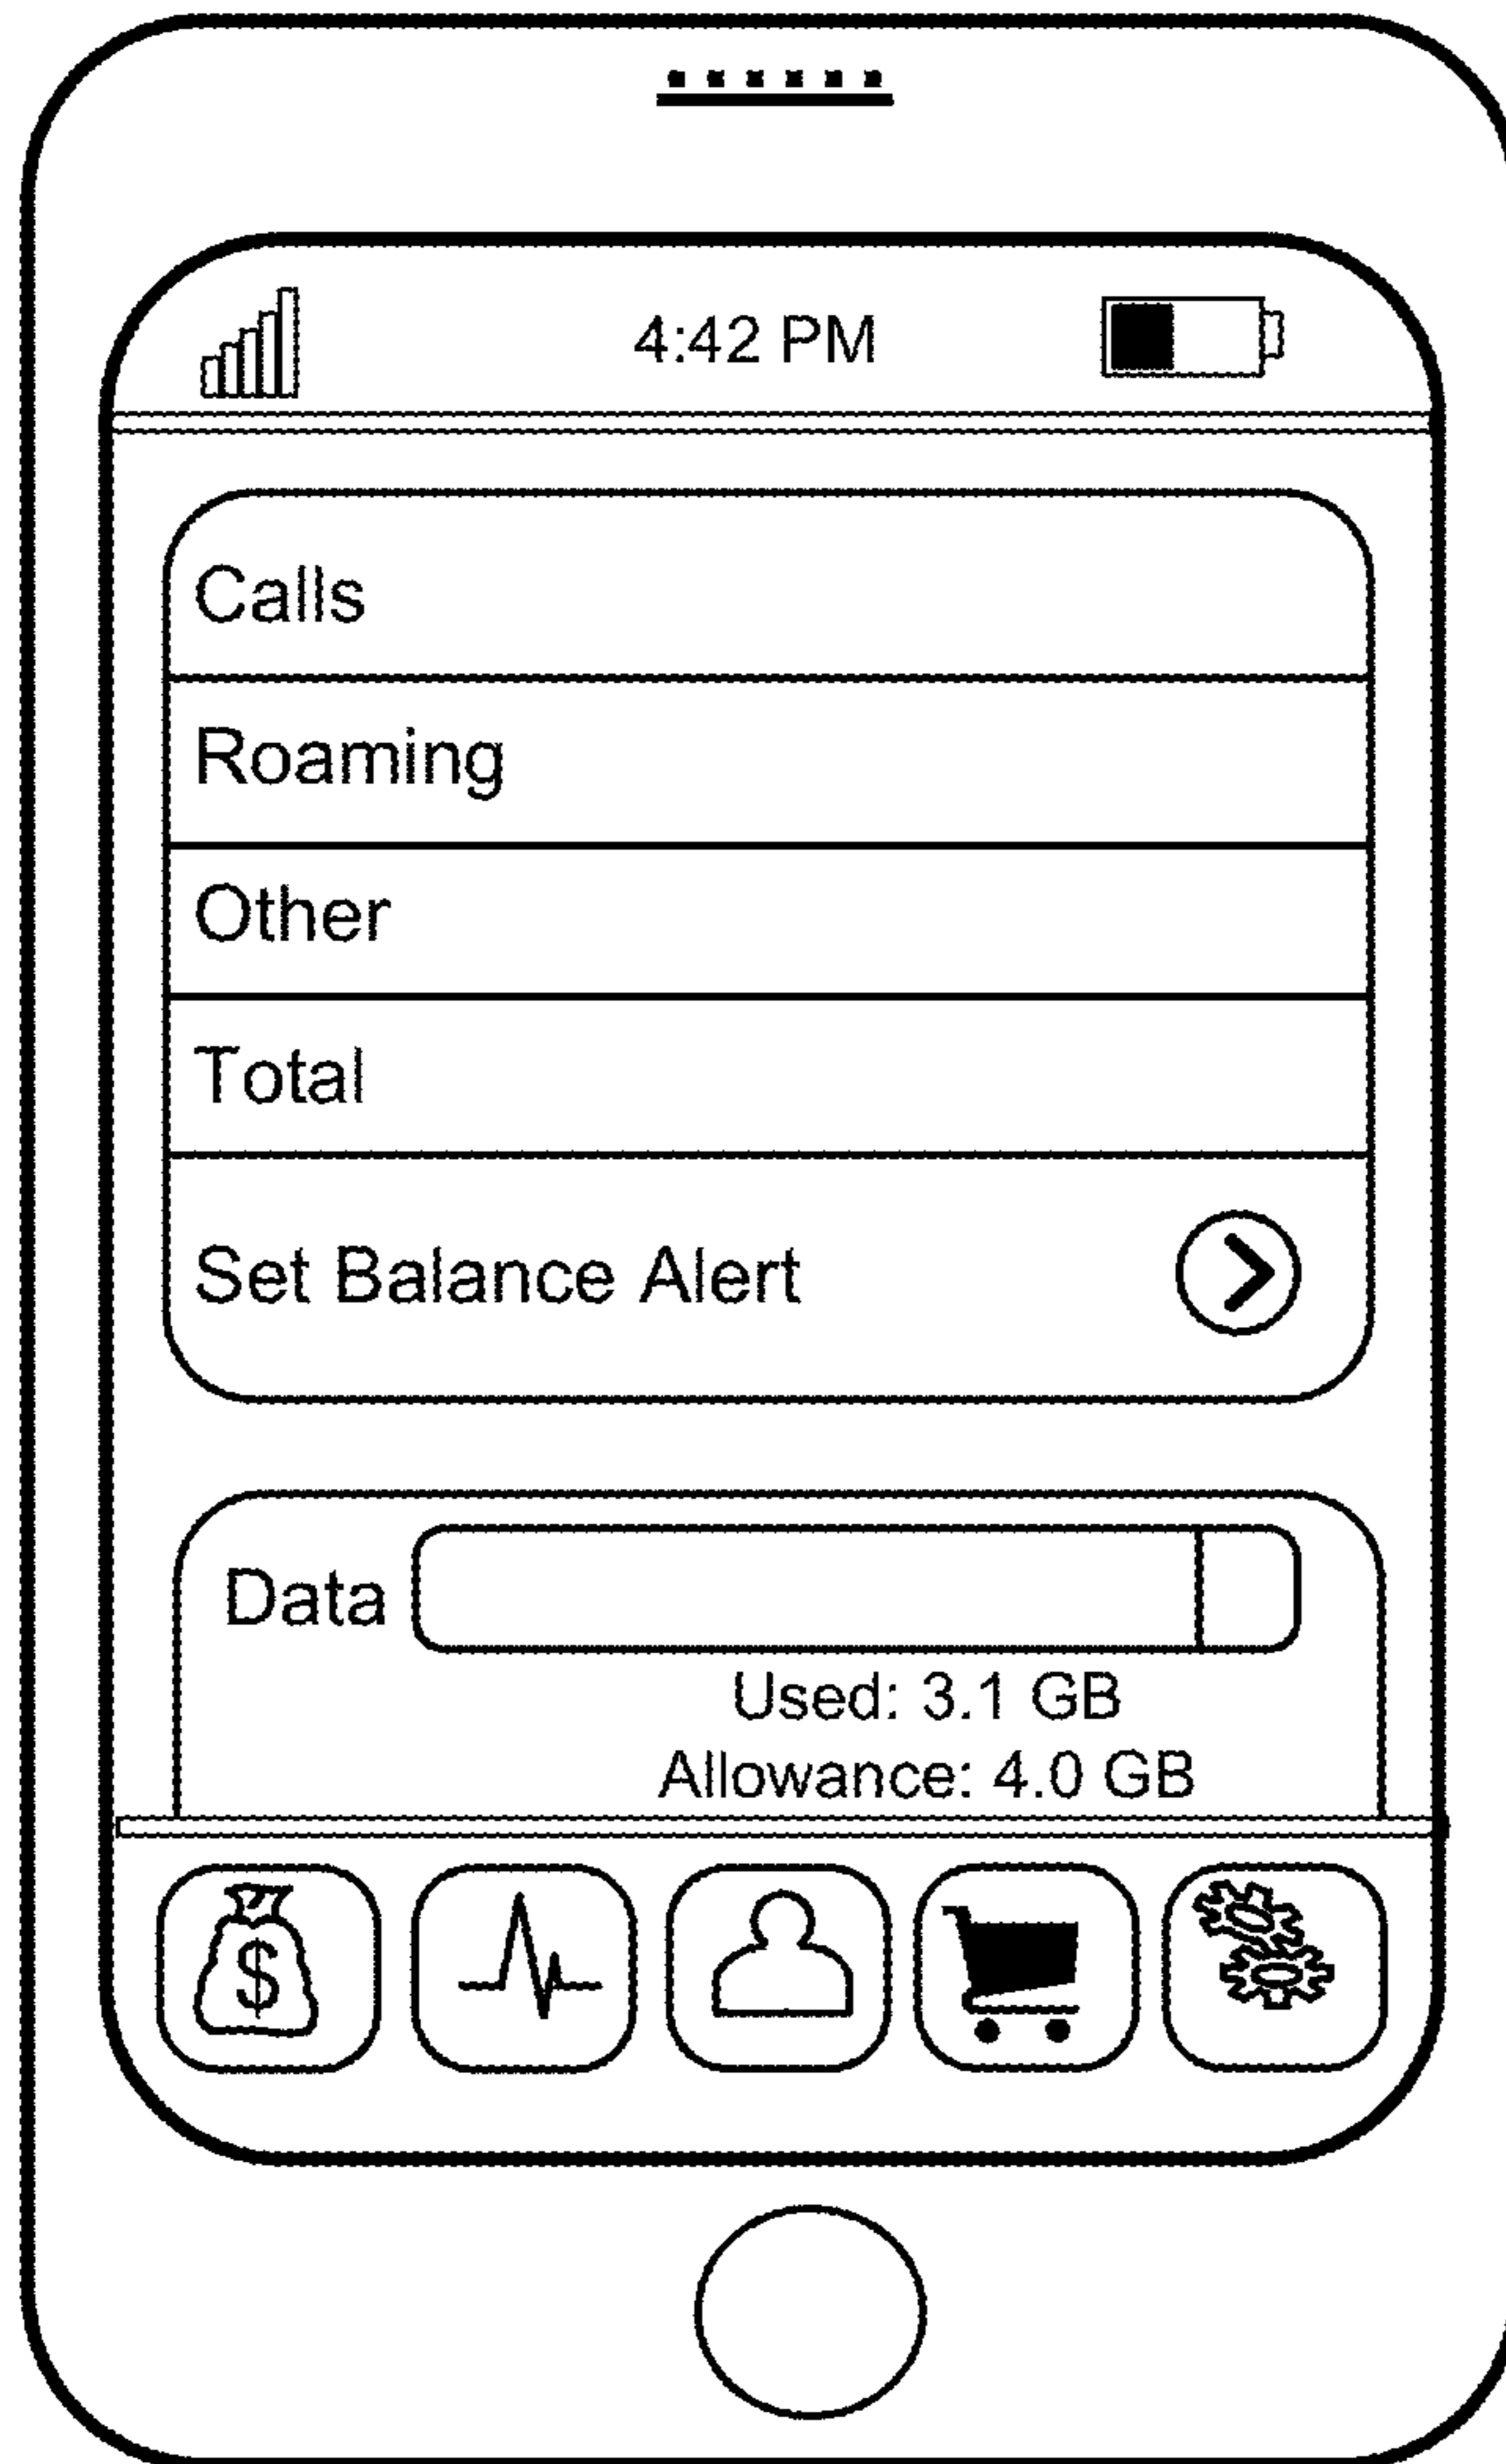 4:42 PM
Calls
Roaming
Other
Total
Set Balance Alert
Data
Used: 3.1 GB
Allowance: 4.0 GB
$